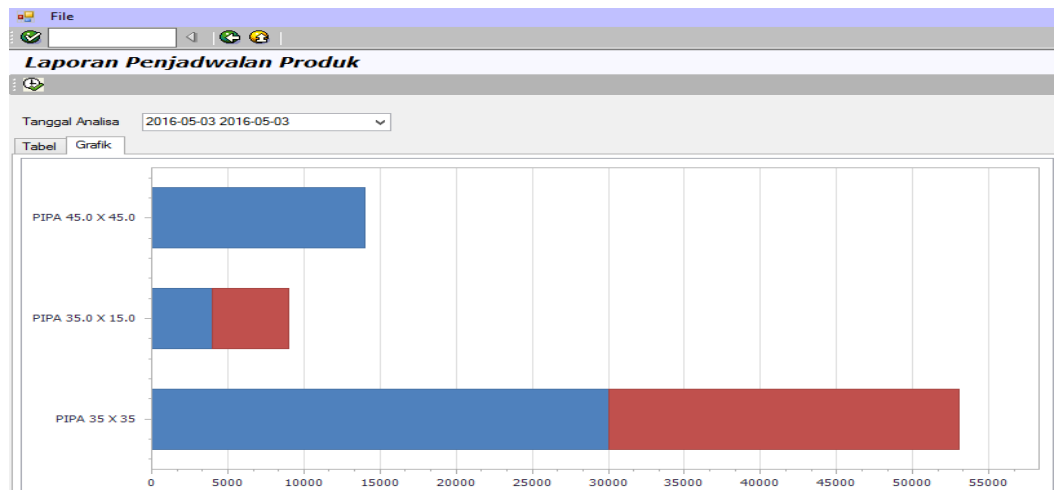 File
Laporan Penjadwalan Produk
Tanggal Analisa 2016-05-03 2016-05-03
Tabel Grafik
PIPA 45.0 X 45.0
PIPA 35.0 X 15.0
PIPA 35 X 35
0 5000 10000 15000 20000 25000 30000 35000 40000 45000 50000 55000